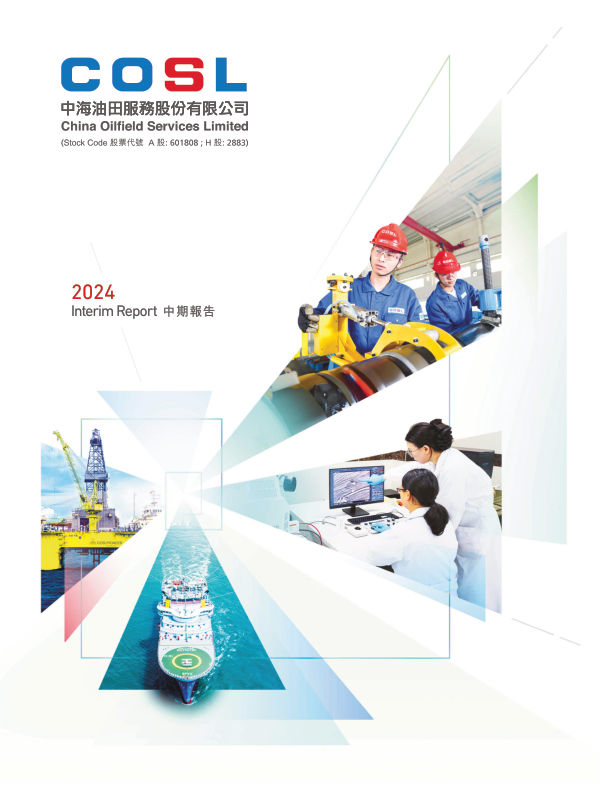 COSL
中海油田服務股份有限公司
China Oilfield Services Limited
(Stock Code 股票代號 A 股: 601808 ; H 股: 2883)
COSL
2024
Interim Report 中期報告